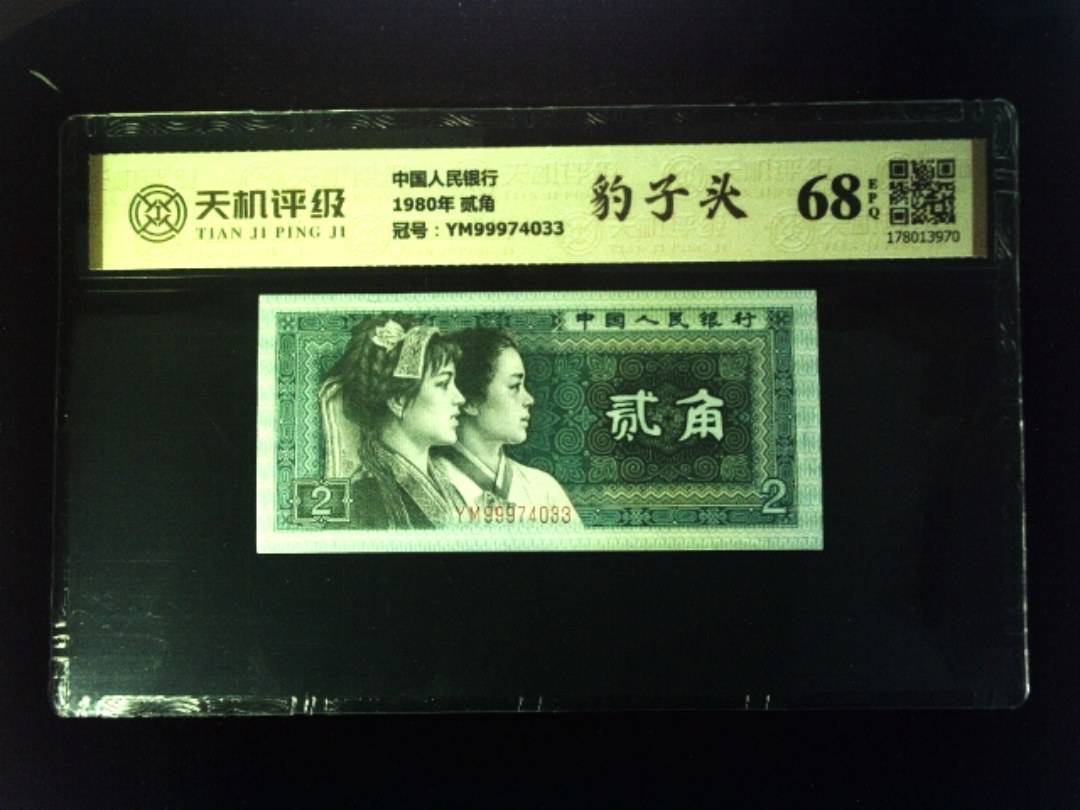 天机评级
TIAN JI PING JI
中国人民银行
1980年 贰角
冠号：YM99974033
豹子头
68
EPQ
178013970
中国人民银行
贰角
2
2
YM99974033